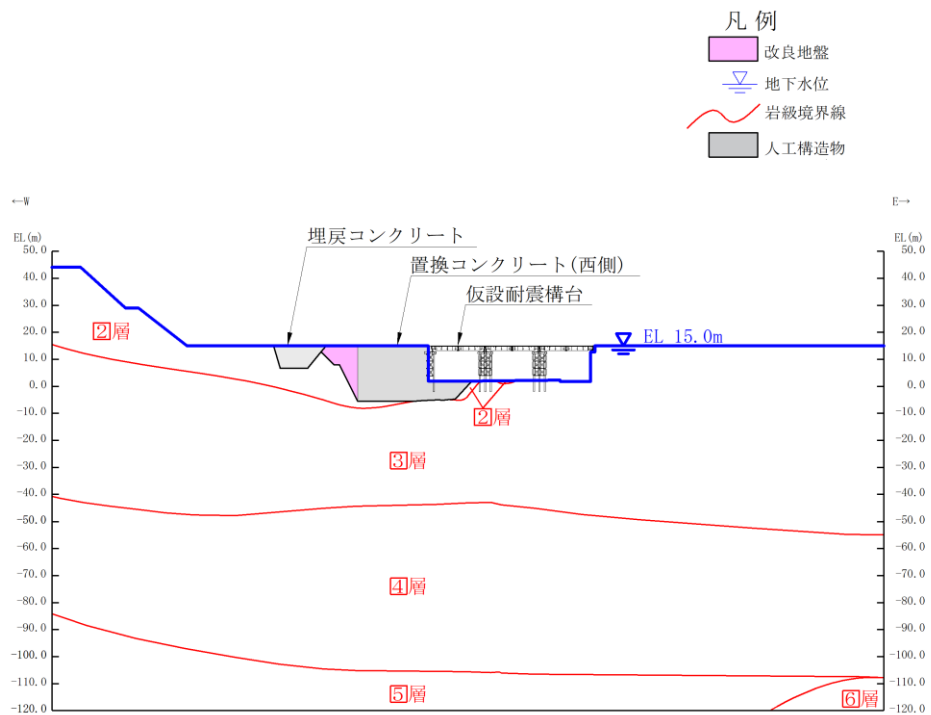 凡 例
改良地盤
地下水位
岩級境界線
人工構造物
←W
E→
EL(m)
EL(m)
埋戻コンクリート
置換コンクリート(西側)
仮設耐震構台
EL 15.0m
50.0
40.0
30.0
20.0
10.0
0.0
-10.0
-20.0
-30.0
-40.0
-50.0
-60.0
-70.0
-80.0
-90.0
-100.0
-110.0
-120.0
2層
2層
3層
4層
5層
6層
50.0
40.0
30.0
20.0
10.0
0.0
-10.0
-20.0
-30.0
-40.0
-50.0
-60.0
-70.0
-80.0
-90.0
-100.0
-110.0
-120.0